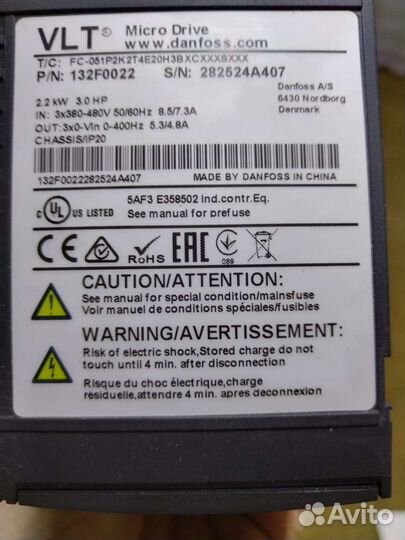 VLT® Micro Drive
www.danfoss.com
T/C: FC-051P2K2T4E20H3BXCXXXSXXX
P/N: 132F0022 S/N: 282524A407
2.2 kW 3.0 HP
Danfoss A/S
6430 Nordborg
Denmark
IN: 3x380-480V 50/60Hz 8.5/7.3A
OUT: 3x0-Vin 0-400Hz 5.3/4.8A
CHASSIS/IP20
132F0022282524A407 MADE BY DANFOSS IN CHINA
c UL US LISTED
5AF3 E358502 Ind.contr.Eq.
See manual for prefuse
CE RoHS EAC 089
CAUTION/ATTENTION:
See manual for special condition/mainsfuse
Voir manuel de conditions spéciales/fusibles
WARNING/AVERTISSEMENT:
Risk of electric shock,Stored charge do not
touch until 4 min. after disconnection
Risque du choc électrique,charge
résiduelle,attendre 4 min. apres deconnexion
Avito